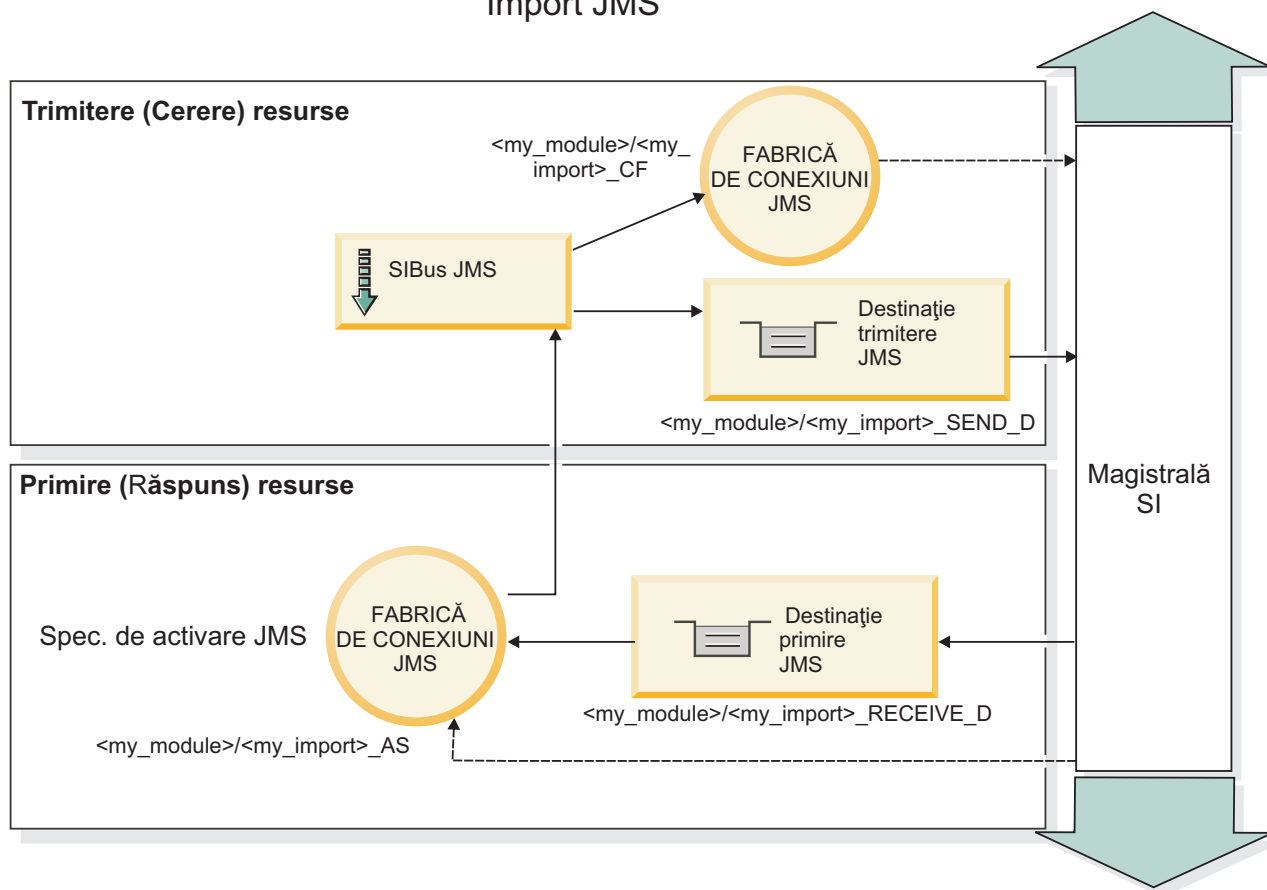 Import JMS
Trimitere (Cerere) resurse
<my_module>/<my_
import>_CF
FABRICĂ
DE CONEXIUNI
JMS
SIBus JMS
Destinaţie
trimitere
JMS
<my_module>/<my_import>_SEND_D
Magistrală
SI
Primire (Răspuns) resurse
Spec. de activare JMS
FABRICĂ
DE CONEXIUNI
JMS
Destinaţie
primire
JMS
<my_module>/<my_import>_RECEIVE_D
<my_module>/<my_import>_AS